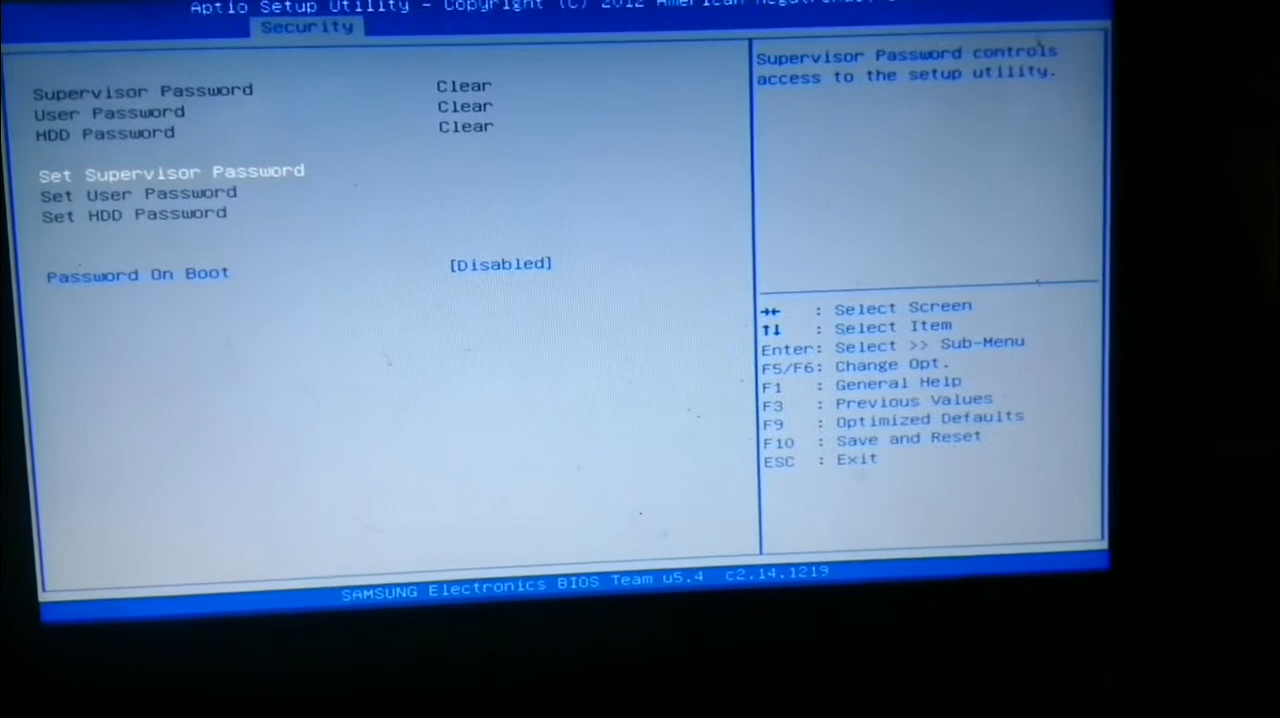 Aptio Setup Utility - Copyright (C) 2012 American
Security
Supervisor Password Clear
User Password Clear
HDD Password Clear
Set Supervisor Password
Set User Password
Set HDD Password
Password On Boot [Disabled]
Supervisor Password controls
access to the setup utility.
→← : Select Screen
↑↓ : Select Item
Enter: Select >> Sub-Menu
F5/F6: Change Opt.
F1 : General Help
F3 : Previous Values
F9 : Optimized Defaults
F10 : Save and Reset
ESC : Exit
SAMSUNG Electronics BIOS Team v5.4 c2.14.1219